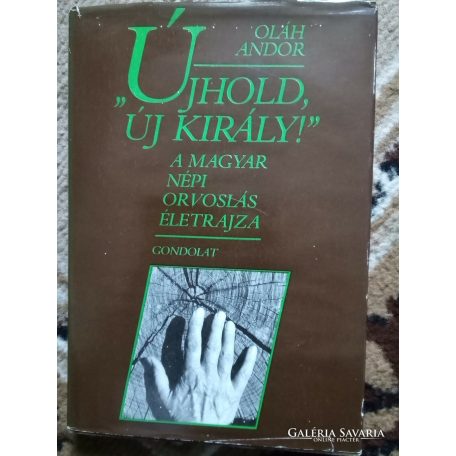 OLÁH
ANDOR
„ÚJHOLD,
ÚJ KIRÁLY!”
A MAGYAR
NÉPI
ORVOSLÁS
ÉLETRAJZA
GONDOLAT
GALÉRIA SAVARIA
ONLINE PIACTÉR